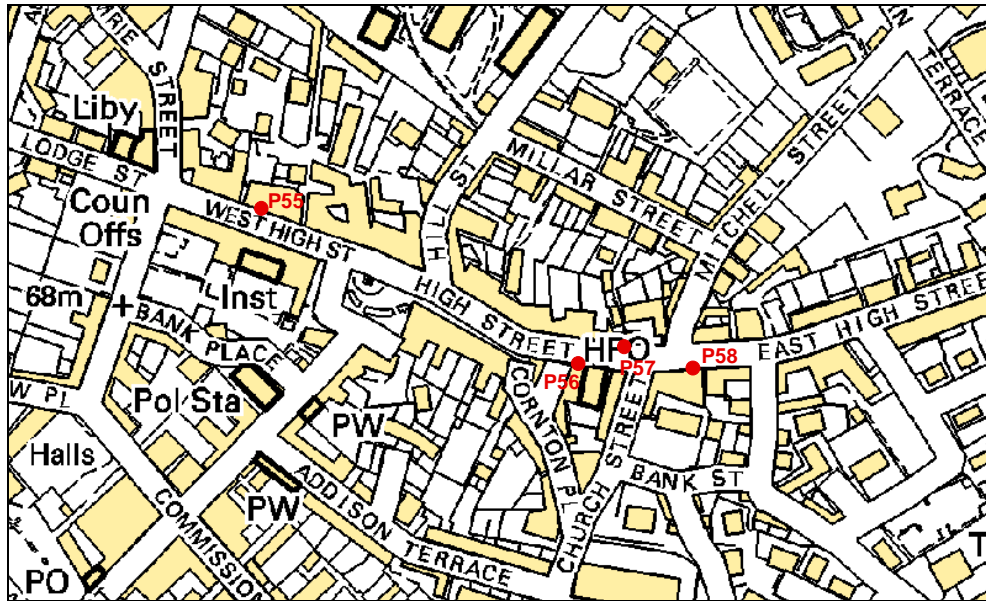 STREET
Liby
LODGE ST
Coun
Offs
P55
WEST HIGH ST
ST
MILLAR STREET
MITCHELL STREET
TERRACE
68m
BANK PLACE
Inst
HIGH STREET
HPO
P56
P57
P58
EAST HIGH STREE
W PL
Pol Sta
PW
CORNTON PL
CHURCH STREET
BANK ST
Halls
PW
ADDISON TERRACE
COMMISSION
PO
T